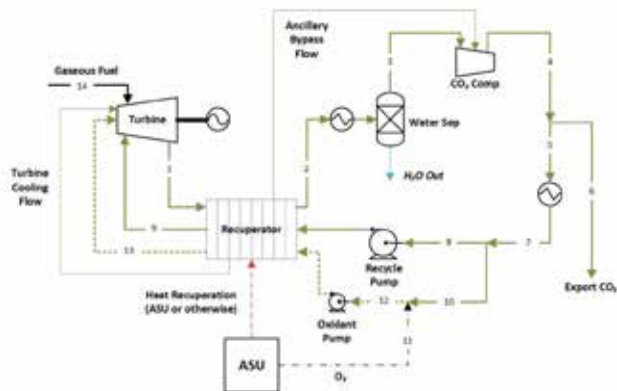 Ancillary
Bypass
Flow
Gaseous Fuel
14
Turbine
CO₂ Comp
3
4
Water Sep
Turbine
Cooling
Flow
1
2
H₂O Out
5
6
9
Recuperator
13
8
7
Recycle
Pump
Export CO₂
Heat Recuperation
(ASU or otherwise)
12
10
Oxidant
Pump
11
ASU
O₂